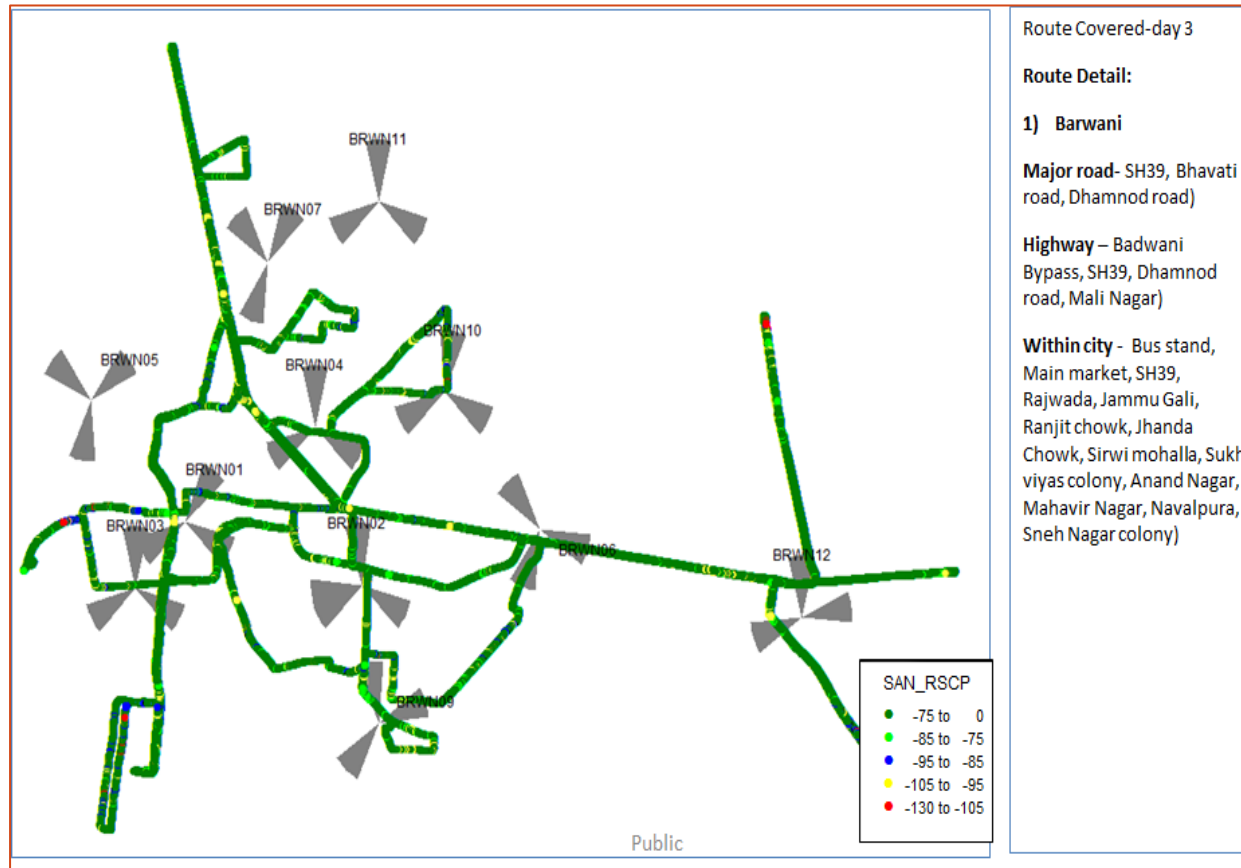 BRWN11
BRWN07
BRWN10
BRWN05
BRWN04
BRWN01
BRWN03
BRWN02
BRWN06
BRWN12
BRWN09
SAN_RSCP
-75 to 0
-85 to -75
-95 to -85
-105 to -95
-130 to -105
Public
Route Covered-day 3
Route Detail:
1) Barwani
Major road- SH39, Bhavati
road, Dhamnod road)
Highway – Badwani
Bypass, SH39, Dhamnod
road, Mali Nagar)
Within city - Bus stand,
Main market, SH39,
Rajwada, Jammu Gali,
Ranjit chowk, Jhanda
Chowk, Sirwi mohalla, Sukh
viyas colony, Anand Nagar,
Mahavir Nagar, Navalpura,
Sneh Nagar colony)